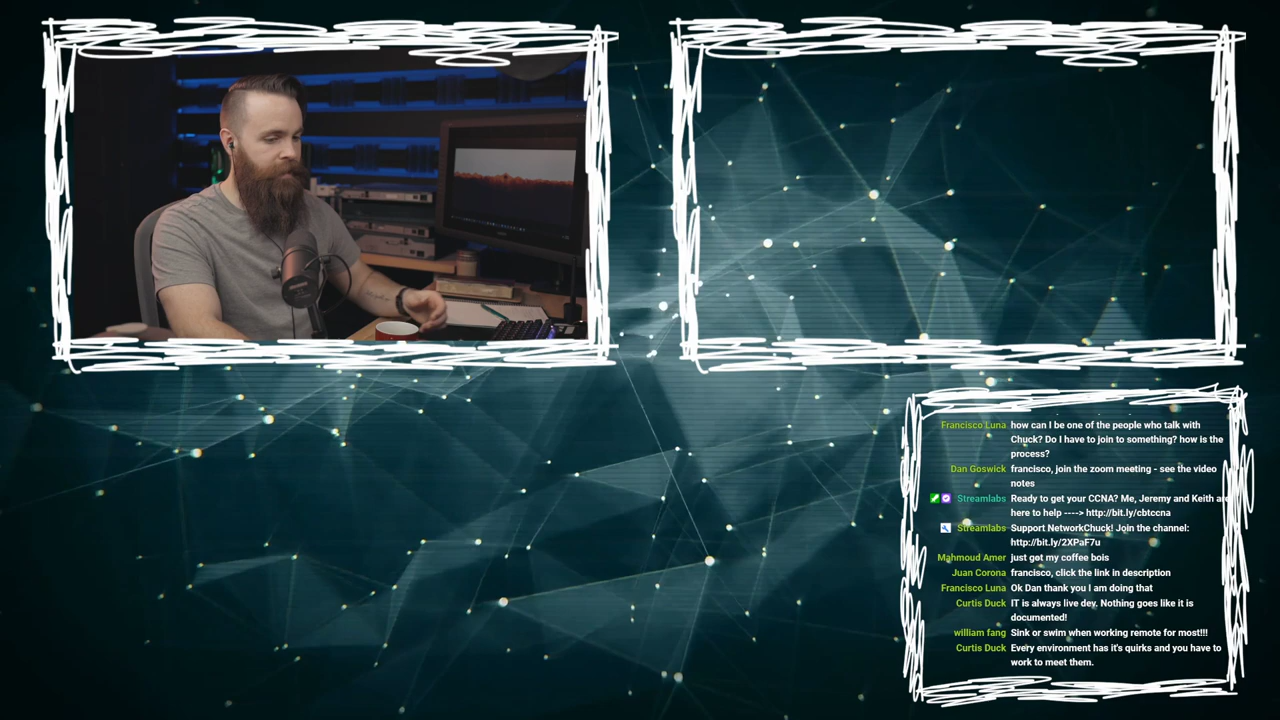 Francisco Luna how can I be one of the people who talk with
Chuck? Do I have to join to something? how is the
process?
Dan Goswick francisco, join the zoom meeting - see the video
notes
Streamlabs Ready to get your CCNA? Me, Jeremy and Keith are
here to help ----> http://bit.ly/cbtccna
Streamlabs Support NetworkChuck! Join the channel:
http://bit.ly/2XPaF7u
Mahmoud Amer just got my coffee bois
Juan Corona francisco, click the link in description
Francisco Luna Ok Dan thank you I am doing that
Curtis Duck IT is always live dev. Nothing goes like it is
documented!
william fang Sink or swim when working remote for most!!!
Curtis Duck Every environment has it's quirks and you have to
work to meet them.